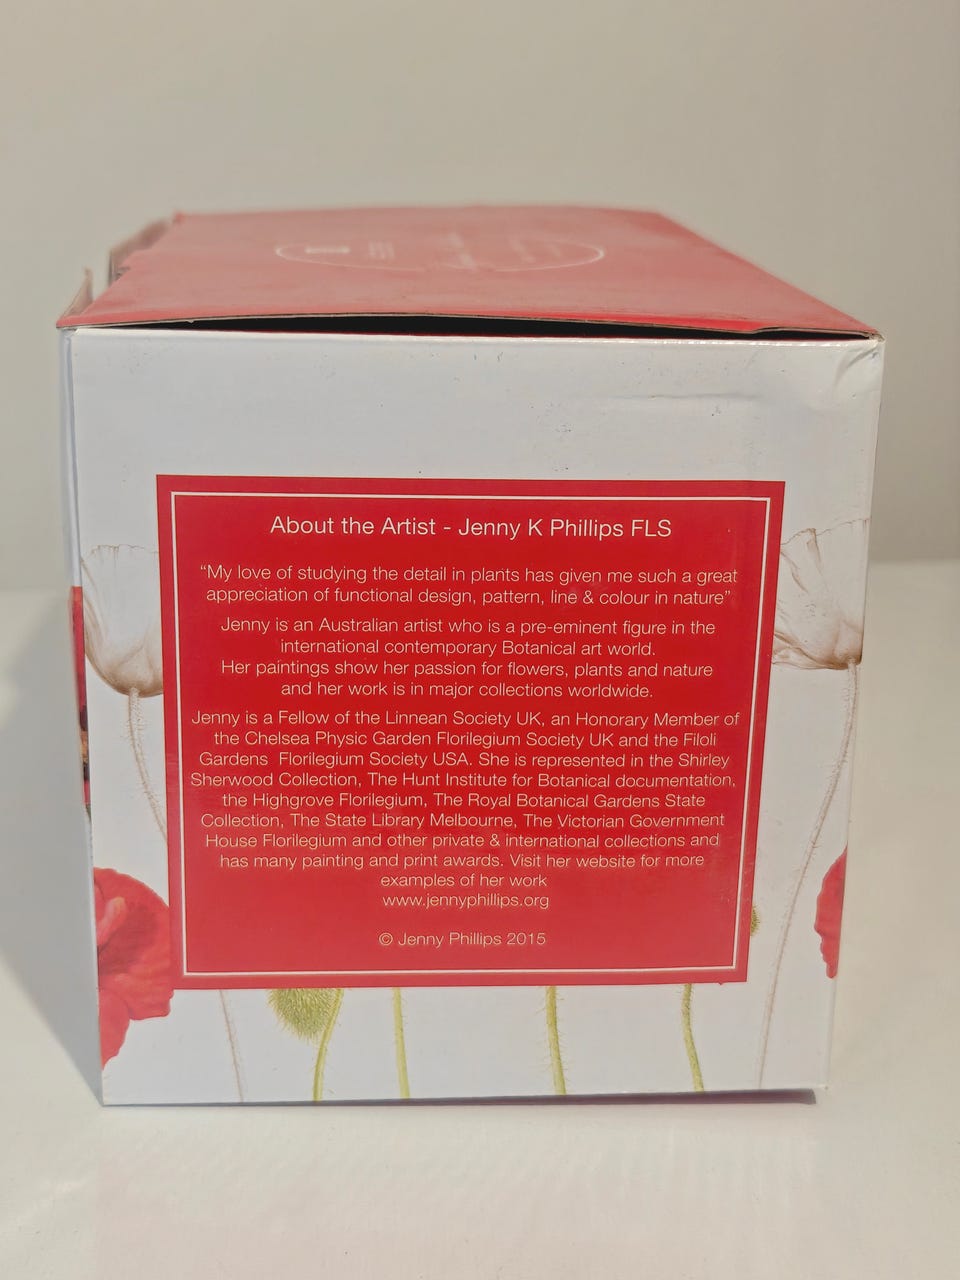 About the Artist - Jenny K Phillips FLS
“My love of studying the detail in plants has given me such a great
appreciation of functional design, pattern, line & colour in nature”
Jenny is an Australian artist who is a pre-eminent figure in the
international contemporary Botanical art world.
Her paintings show her passion for flowers, plants and nature
and her work is in major collections worldwide.
Jenny is a Fellow of the Linnean Society UK, an Honorary Member of
the Chelsea Physic Garden Florilegium Society UK and the Filoli
Gardens Florilegium Society USA. She is represented in the Shirley
Sherwood Collection, The Hunt Institute for Botanical documentation,
the Highgrove Florilegium, The Royal Botanical Gardens State
Collection, The State Library Melbourne, The Victorian Government
House Florilegium and other private & international collections and
has many painting and print awards. Visit her website for more
examples of her work
www.jennyphillips.org
© Jenny Phillips 2015